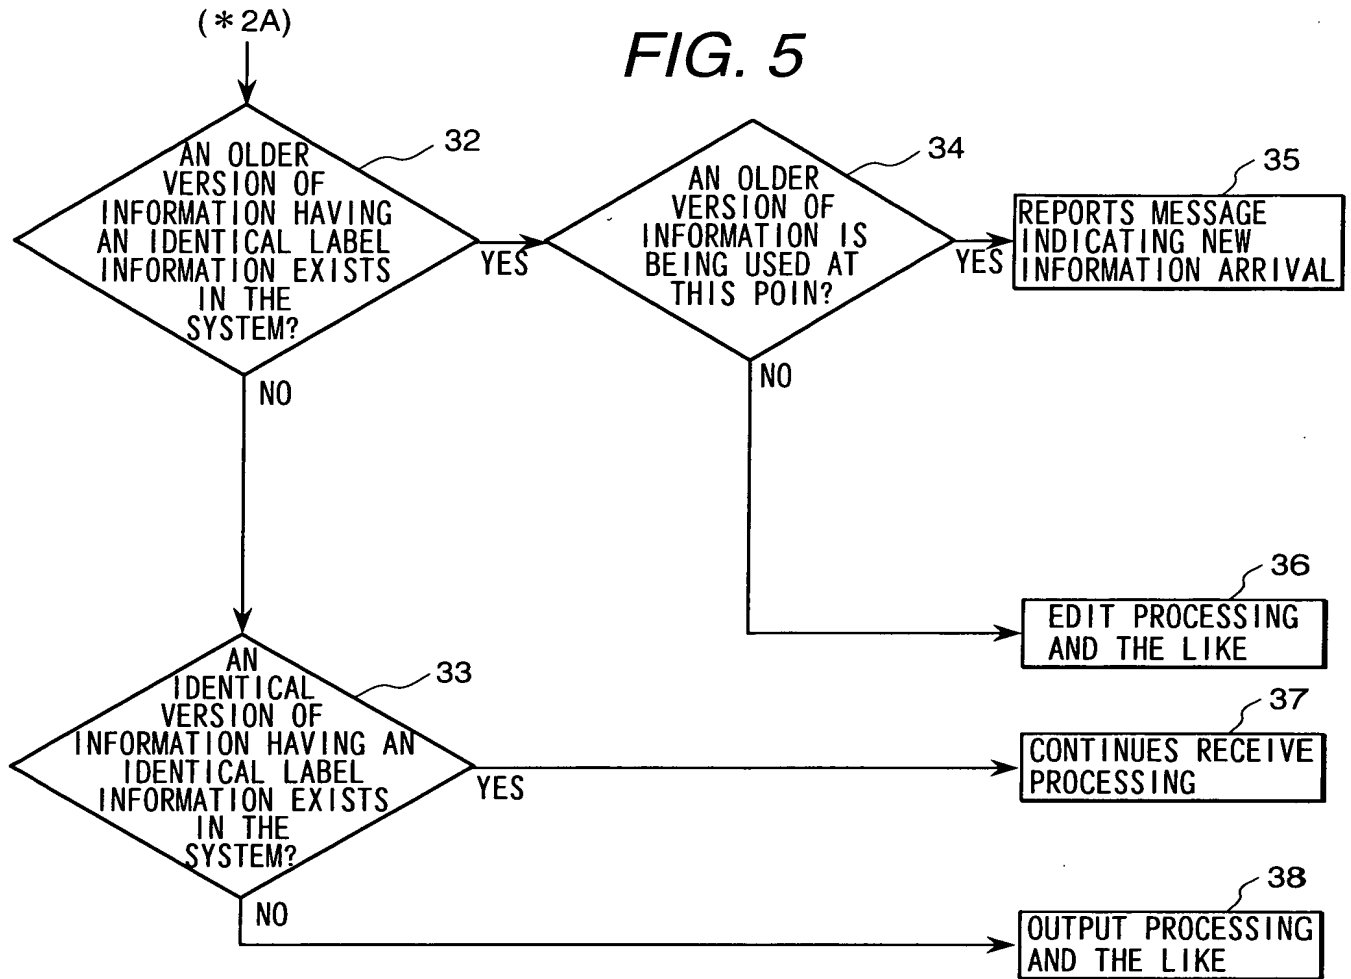 (*2A)
FIG. 5
AN OLDER
VERSION OF
INFORMATION HAVING
AN IDENTICAL LABEL
INFORMATION EXISTS
IN THE
SYSTEM?
32
YES
NO
AN OLDER
VERSION OF
INFORMATION IS
BEING USED AT
THIS POIN?
34
YES
NO
35
REPORTS MESSAGE
INDICATING NEW
INFORMATION ARRIVAL
36
EDIT PROCESSING
AND THE LIKE
AN
IDENTICAL
VERSION OF
INFORMATION HAVING AN
IDENTICAL LABEL
INFORMATION EXISTS
IN THE
SYSTEM?
33
YES
NO
37
CONTINUES RECEIVE
PROCESSING
38
OUTPUT PROCESSING
AND THE LIKE